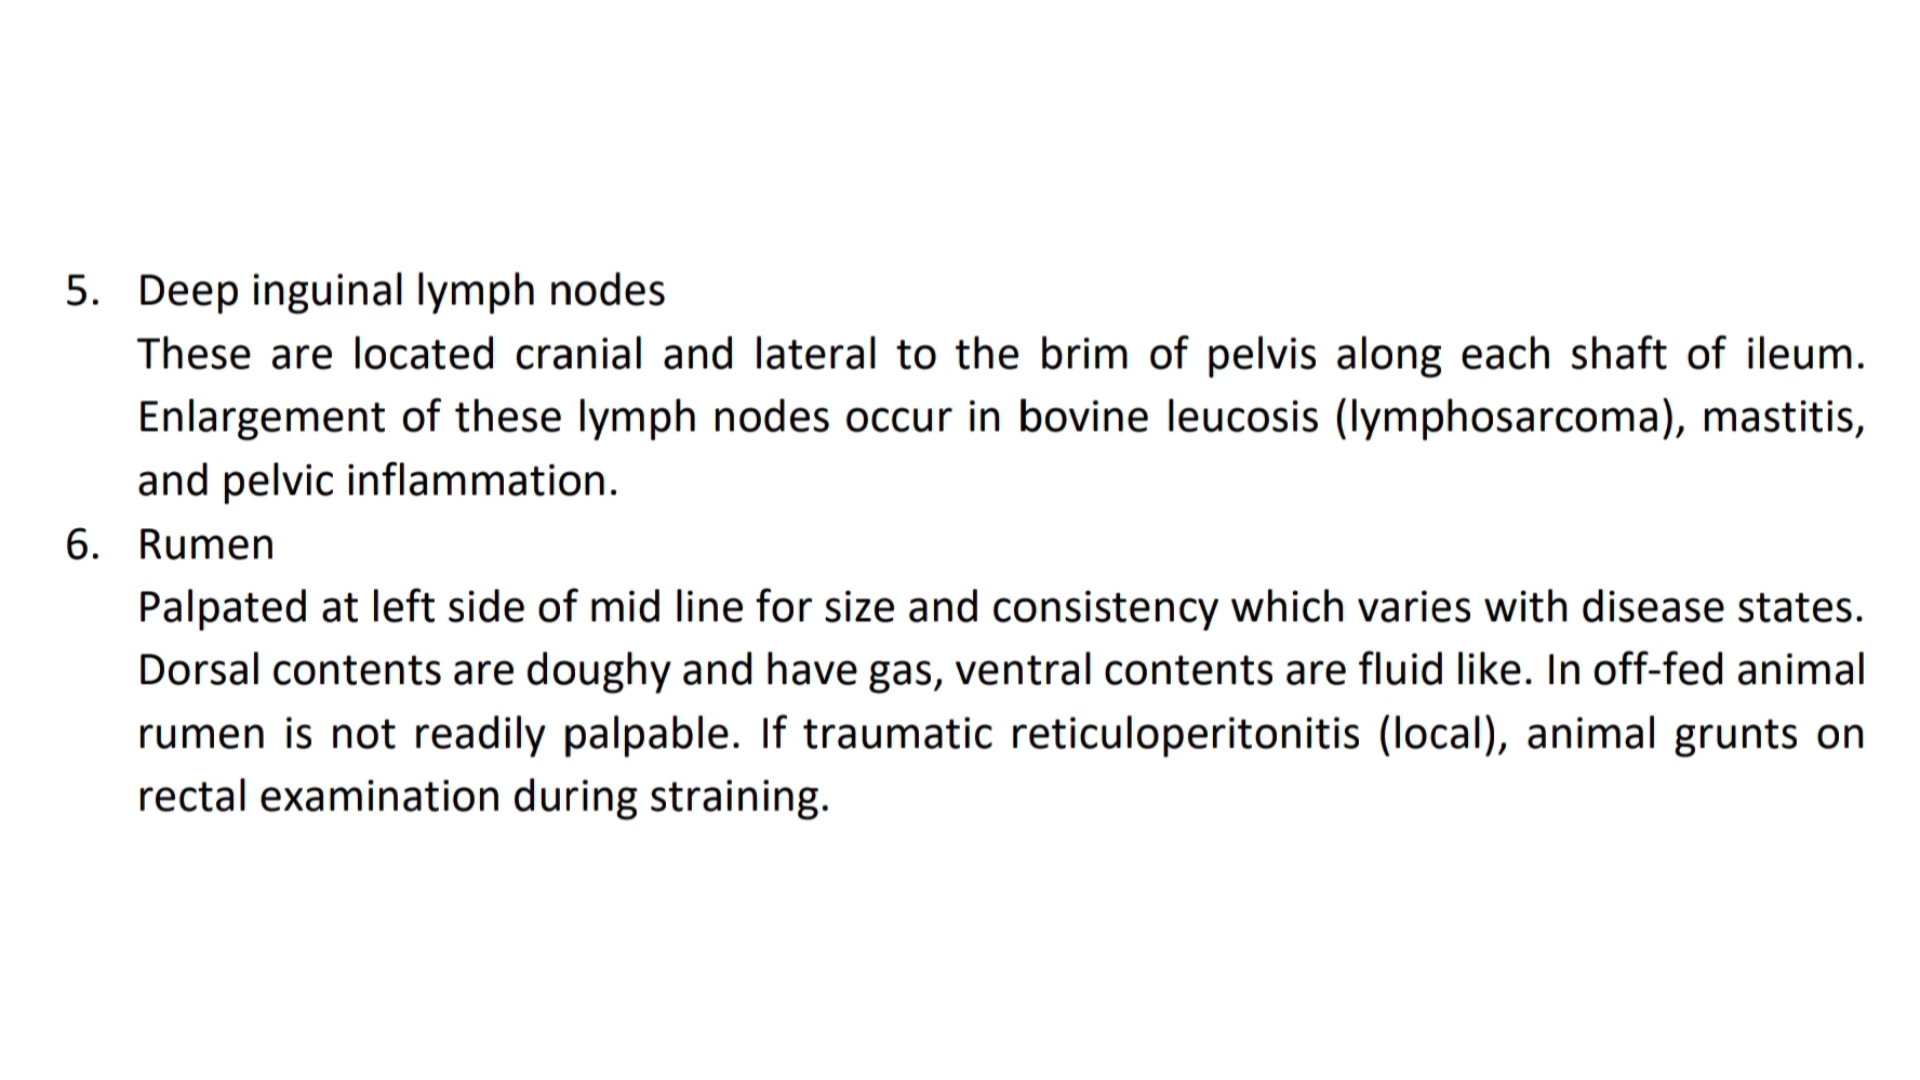 5. Deep inguinal lymph nodes
These are located cranial and lateral to the brim of pelvis along each shaft of ileum.
Enlargement of these lymph nodes occur in bovine leucosis (lymphosarcoma), mastitis,
and pelvic inflammation.
6. Rumen
Palpated at left side of mid line for size and consistency which varies with disease states.
Dorsal contents are doughy and have gas, ventral contents are fluid like. In off-fed animal
rumen is not readily palpable. If traumatic reticuloperitonitis (local), animal grunts on
rectal examination during straining.